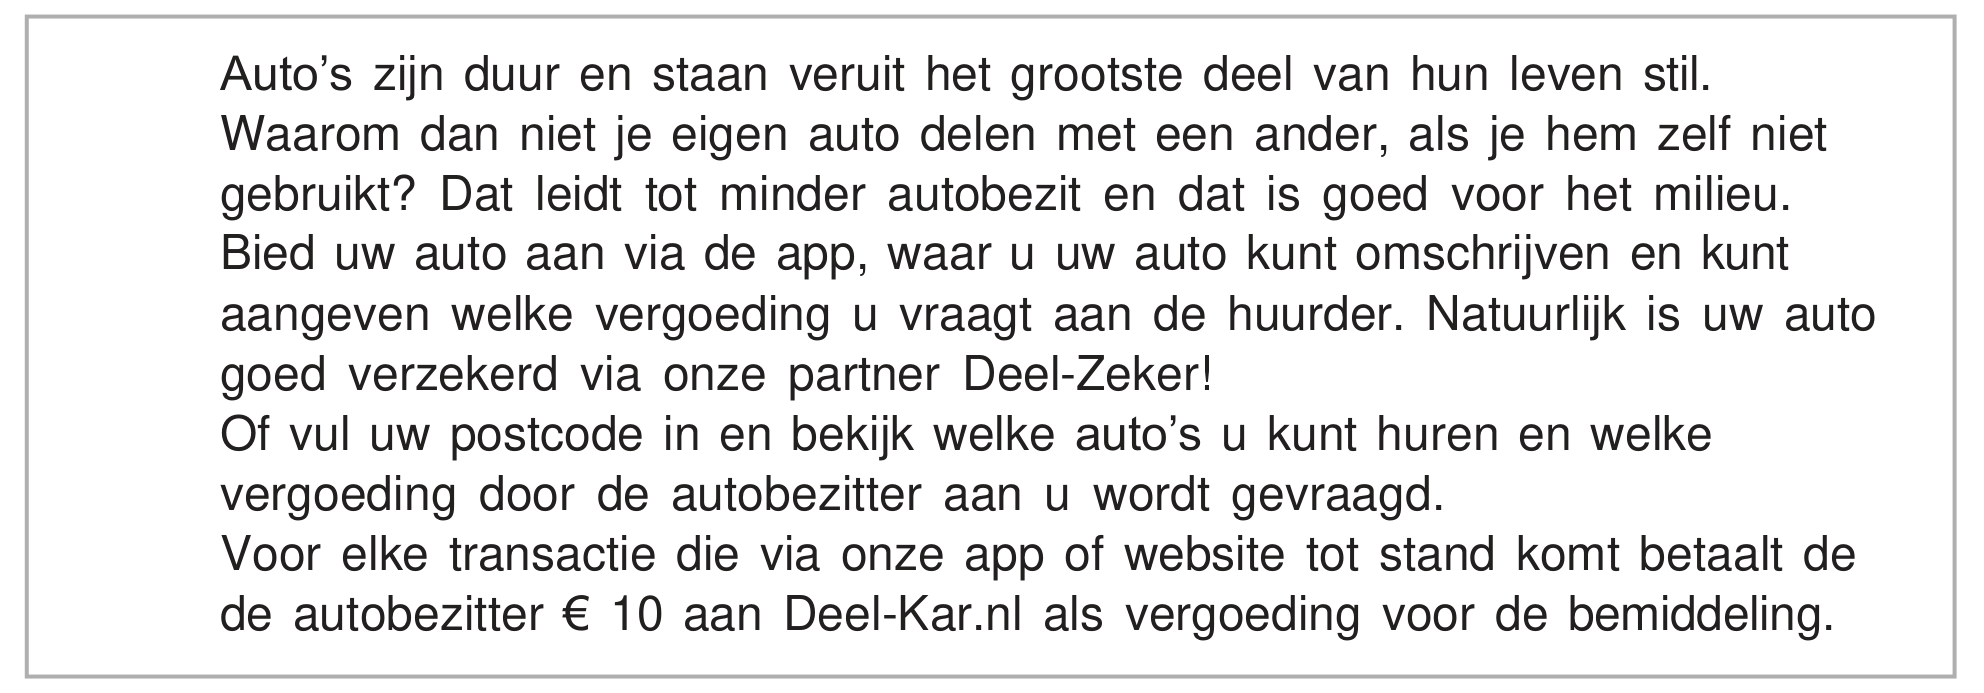 Auto’s zijn duur en staan veruit het grootste deel van hun leven stil.
Waarom dan niet je eigen auto delen met een ander, als je hem zelf niet
gebruikt? Dat leidt tot minder autobezit en dat is goed voor het milieu.
Bied uw auto aan via de app, waar u uw auto kunt omschrijven en kunt
aangeven welke vergoeding u vraagt aan de huurder. Natuurlijk is uw auto
goed verzekerd via onze partner Deel-Zeker!
Of vul uw postcode in en bekijk welke auto’s u kunt huren en welke
vergoeding door de autobezitter aan u wordt gevraagd.
Voor elke transactie die via onze app of website tot stand komt betaalt de
de autobezitter € 10 aan Deel-Kar.nl als vergoeding voor de bemiddeling.